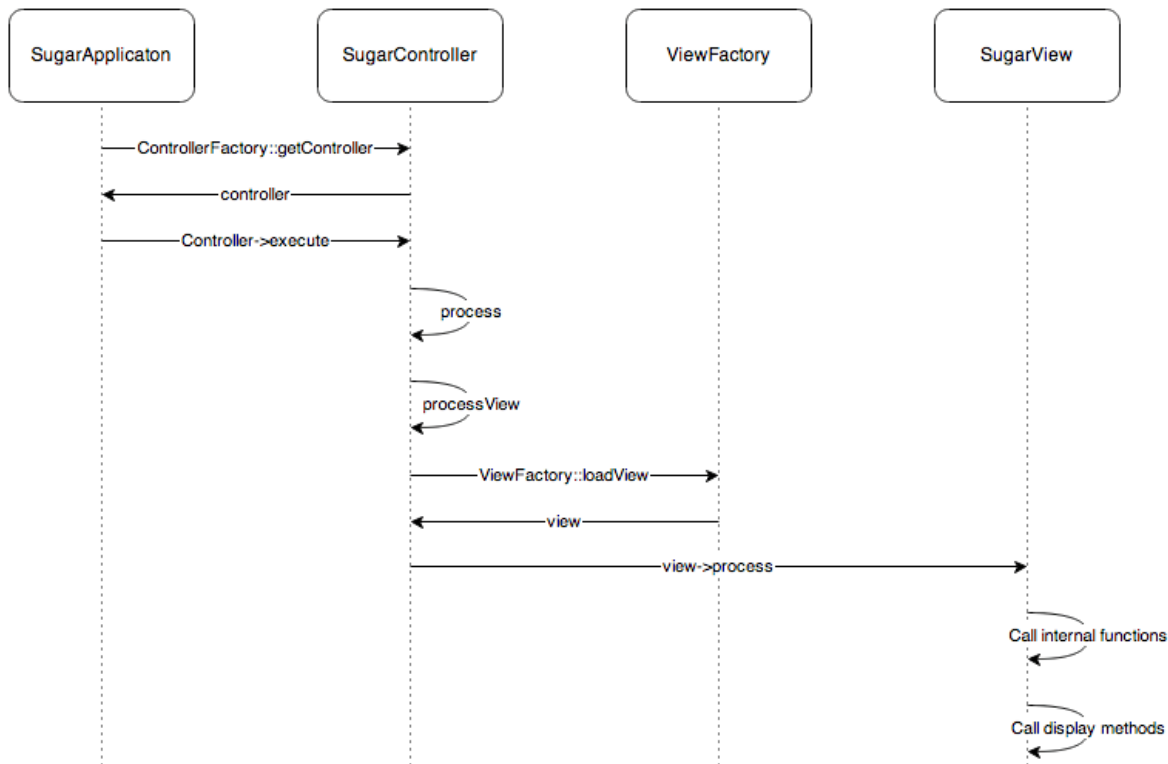 SugarApplicaton
SugarController
ViewFactory
SugarView
ControllerFactory::getController
controller
Controller->execute
process
processView
ViewFactory::loadView
view
view->process
Call internal functions
Call display methods